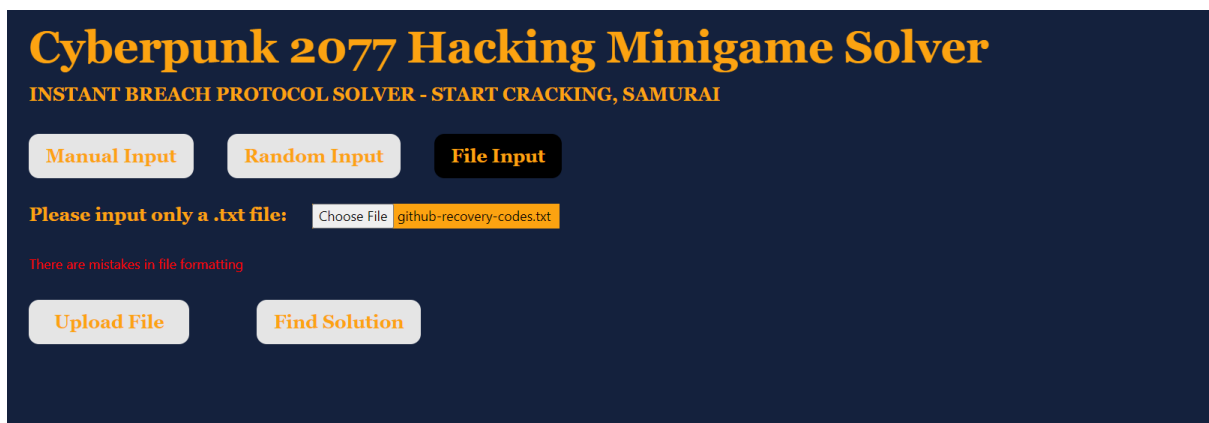 Cyberpunk 2077 Hacking Minigame Solver
INSTANT BREACH PROTOCOL SOLVER - START CRACKING, SAMURAI
Manual Input Random Input File Input
Please input only a .txt file: Choose File github-recovery-codes.txt
There are mistakes in file formatting
Upload File Find Solution